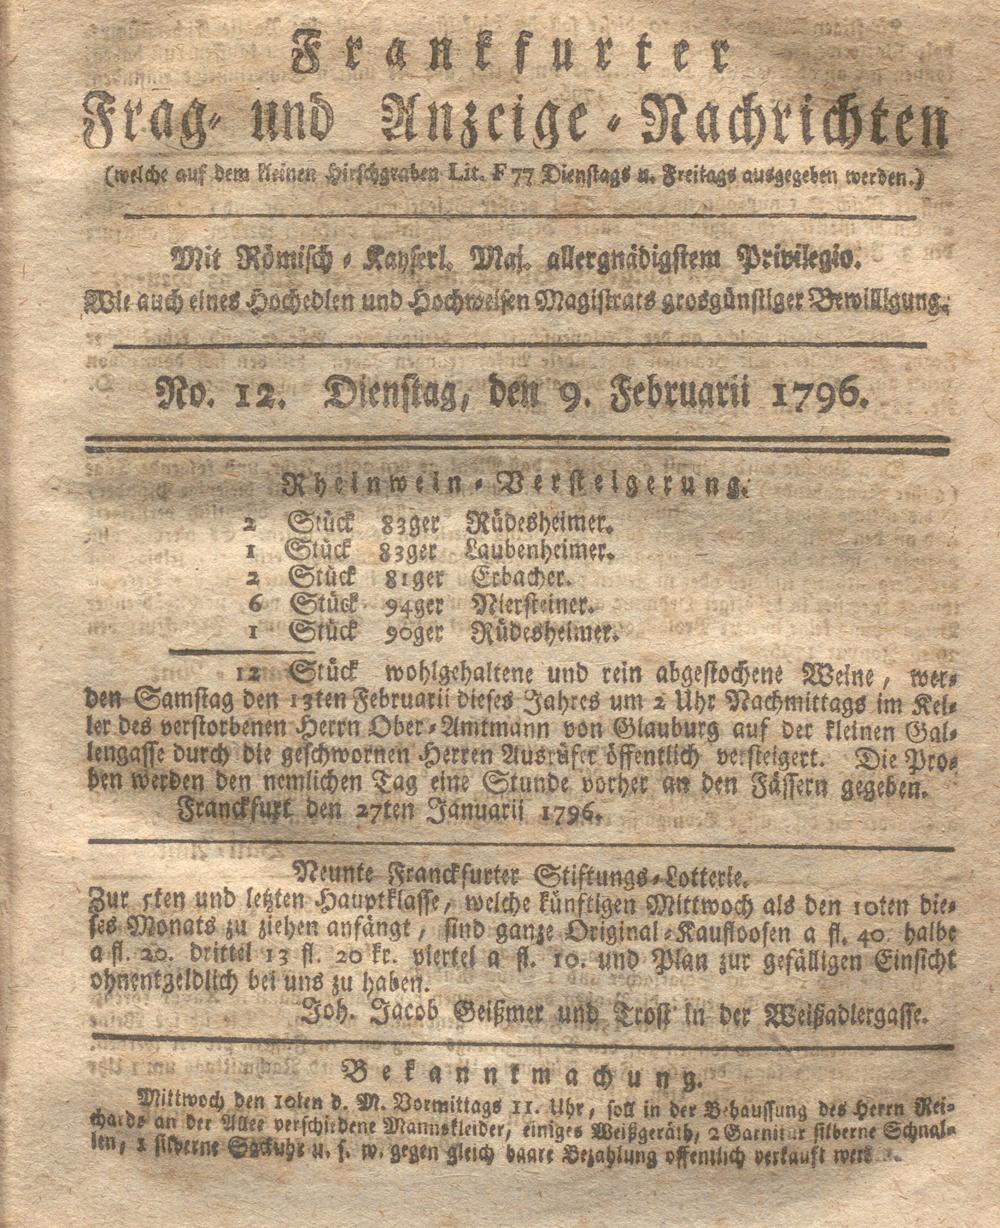 Frankfurter
Frag- und Anzeige-Nachrichten
(welche auf dem kleinen Hirschgraben Lit. F 77 Dienstags u. Freitags ausgegeben werden.)
Mit Römisch-Kayserl. Maj. allergnädigstem Privilegio.
Wie auch eines Hochedlen und Hochweisen Magistrats grosgünstiger Bewilligung.
No. 12. Dienstag, den 9. Februarii 1796.
Rheinwein-Versteigerung.
2 Stück 83ger Rüdesheimer.
1 Stück 83ger Laubenheimer.
2 Stück 81ger Erbacher.
6 Stück 94ger Niersteiner.
1 Stück 90ger Rüdesheimer.
12 Stück wohlgehaltene und rein abgestochene Weine, wer-
den Samstag den 13ten Februarii dieses Jahres um 2 Uhr Nachmittags im Kel-
ler des verstorbenen Herrn Ober-Amtmann von Glauburg auf der kleinen Gal-
lengasse durch die geschwornen Herren Ausrüfer öffentlich versteigert. Die Pro-
ben werden den nemlichen Tag eine Stunde vorher an den Fässern gegeben.
Franckfurt den 27ten Januarii 1796.
Neunte Franckfurter Stiftungs-Lotterie.
Zur 5ten und letzten Hauptklasse, welche künftigen Mittwoch als den 10ten die-
ses Monats zu ziehen anfängt, sind ganze Original-Kaufloosen a fl. 40. halbe
a fl. 20. drittel 13 fl. 20 kr. viertel a fl. 10. und Plan zur gefälligen Einsicht
ohnentgeldlich bei uns zu haben.
Joh. Jacob Geißmer und Trost in der Weißadlergasse.
Bekanntmachung.
Mittwoch den 10ten d. M. Vormittags 11. Uhr, soll in der Behaussung des Herrn Rei-
chards an der Allee verschiedene Mannskleider, einiges Weißgeräth, 2 Garnitur silberne Schnal-
len, 1 silberne Sackuhr u. s. w. gegen gleich baare Bezahlung offentlich verkauft